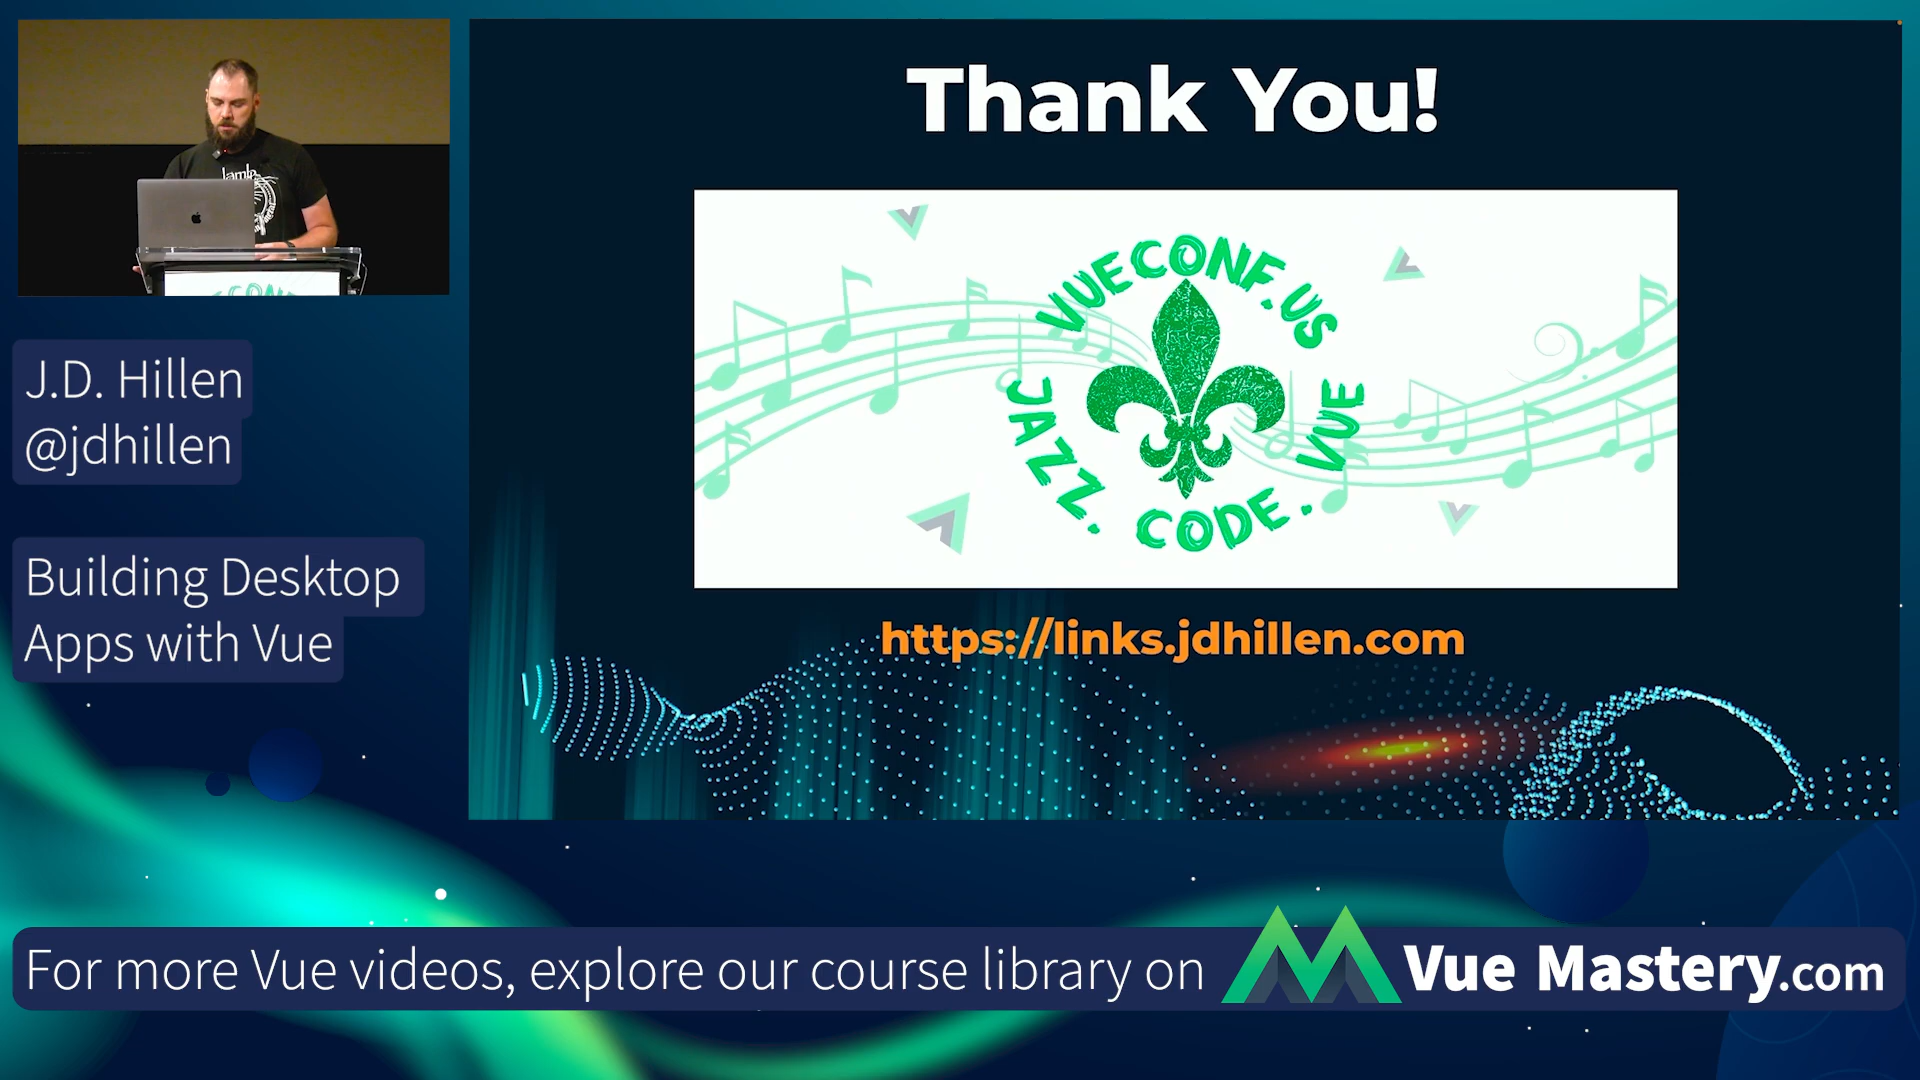 Thank You!
VUECONF.US
JAZZ. CODE. VUE
https://links.jdhillen.com
lamb
J.D. Hillen
@jdhillen
Building Desktop
Apps with Vue
For more Vue videos, explore our course library on
Vue Mastery.com